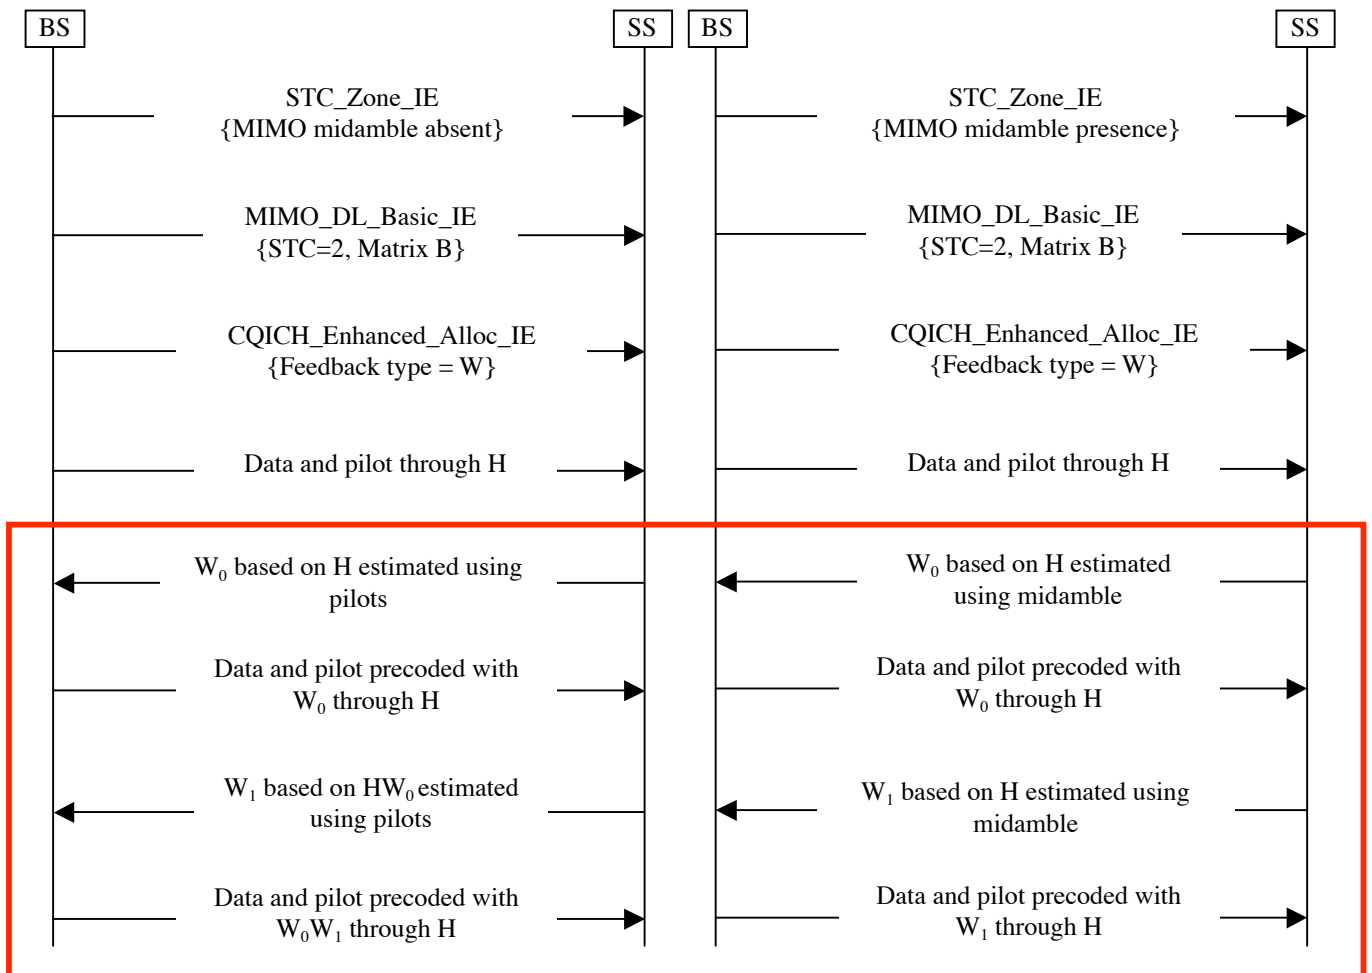 BS
SS
STC_Zone_IE
{MIMO midamble absent}
MIMO_DL_Basic_IE
{STC=2, Matrix B}
CQICH_Enhanced_Alloc_IE
{Feedback type = W}
Data and pilot through H
W₀ based on H estimated using
pilots
Data and pilot precoded with
W₀ through H
W₁ based on HW₀ estimated
using pilots
Data and pilot precoded with
W₀W₁ through H
BS
SS
STC_Zone_IE
{MIMO midamble presence}
MIMO_DL_Basic_IE
{STC=2, Matrix B}
CQICH_Enhanced_Alloc_IE
{Feedback type = W}
Data and pilot through H
W₀ based on H estimated
using midamble
Data and pilot precoded with
W₀ through H
W₁ based on H estimated using
midamble
Data and pilot precoded with
W₁ through H